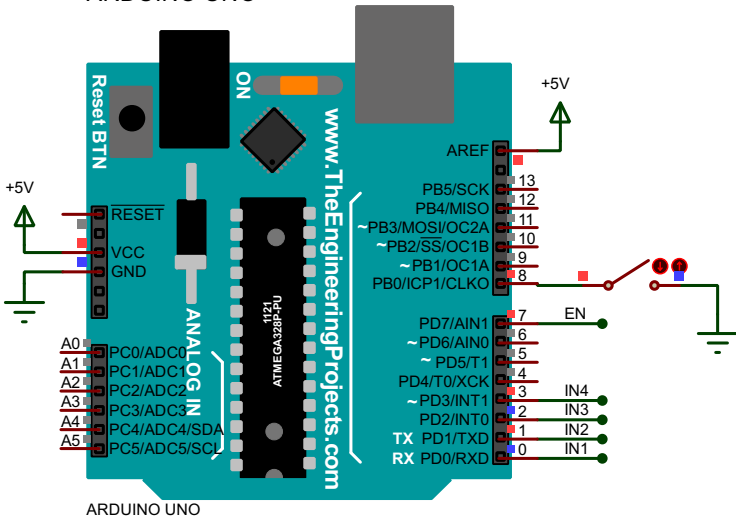 ARDUINO UNO
+5V
Reset BTN
ON
www.TheEngineeringProjects.com
AREF
PB5/SCK 13
PB4/MISO 12
~PB3/MOSI/OC2A 11
~PB2/SS/OC1B 10
~PB1/OC1A 9
PB0/ICP1/CLKO 8
+5V
RESET
VCC
GND
1121
ATMEGA328P-PU
ANALOG IN
PD7/AIN1 7 EN
~PD6/AIN0 6
~PD5/T1 5
PD4/T0/XCK 4
~PD3/INT1 3 IN4
PD2/INT0 2 IN3
TX PD1/TXD 1 IN2
RX PD0/RXD 0 IN1
A0 PC0/ADC0
A1 PC1/ADC1
A2 PC2/ADC2
A3 PC3/ADC3
A4 PC4/ADC4/SDA
A5 PC5/ADC5/SCL
ARDUINO UNO